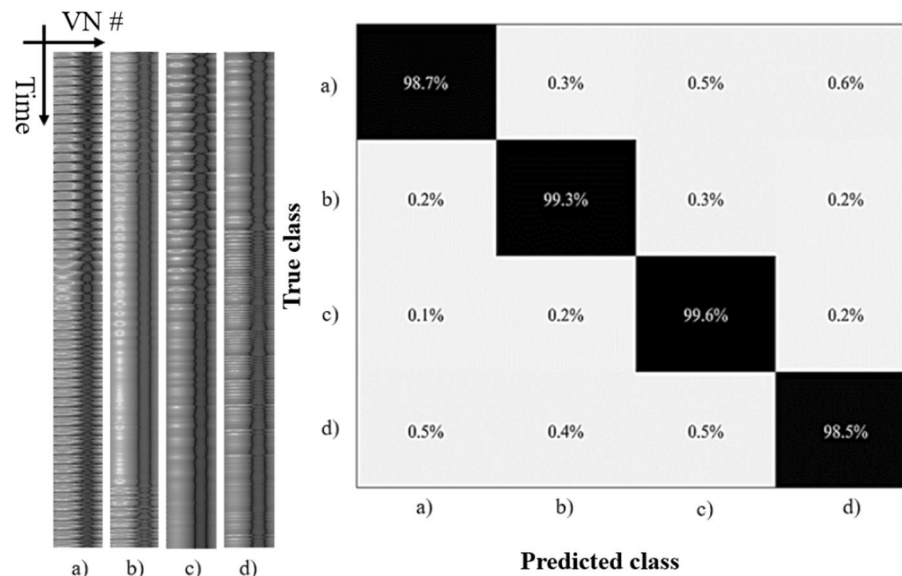 VN #
Time
a) b) c) d)
True class
a) 98.7% 0.3% 0.5% 0.6%
b) 0.2% 99.3% 0.3% 0.2%
c) 0.1% 0.2% 99.6% 0.2%
d) 0.5% 0.4% 0.5% 98.5%
a) b) c) d)
Predicted class